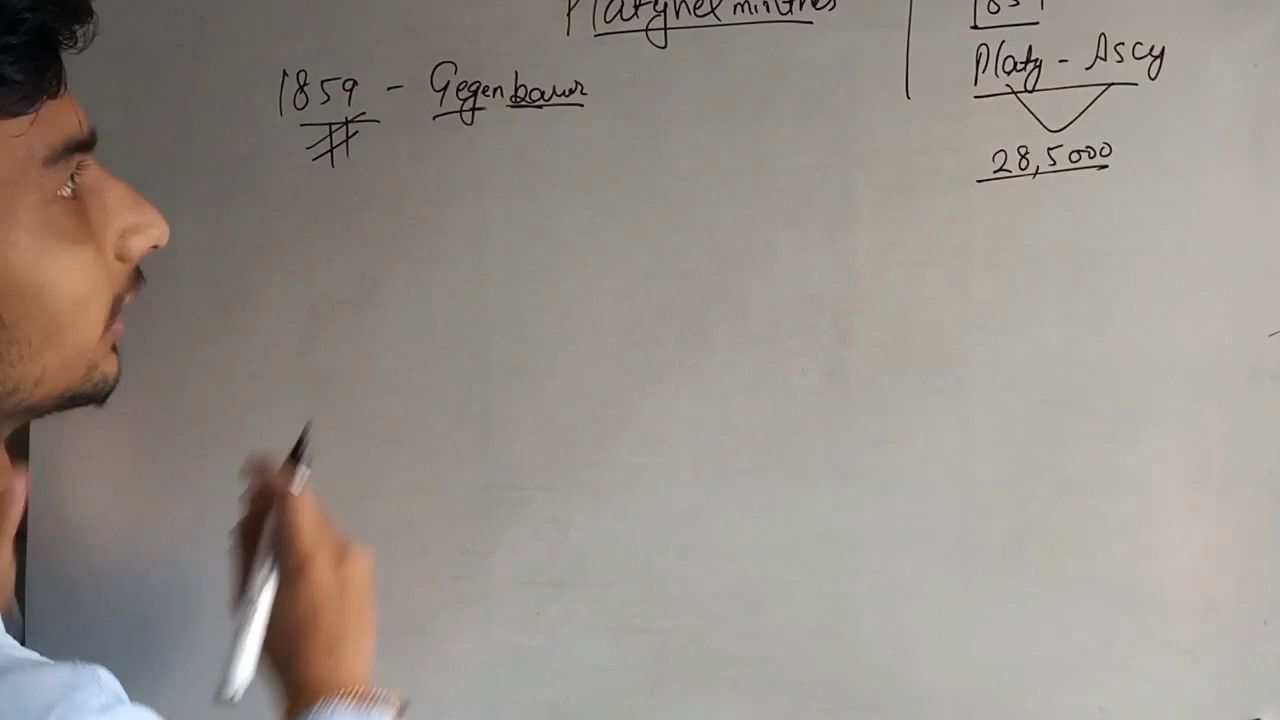 Platyhelminthes
1859 - Gegenbaur
Platy - Ascy
28,5000